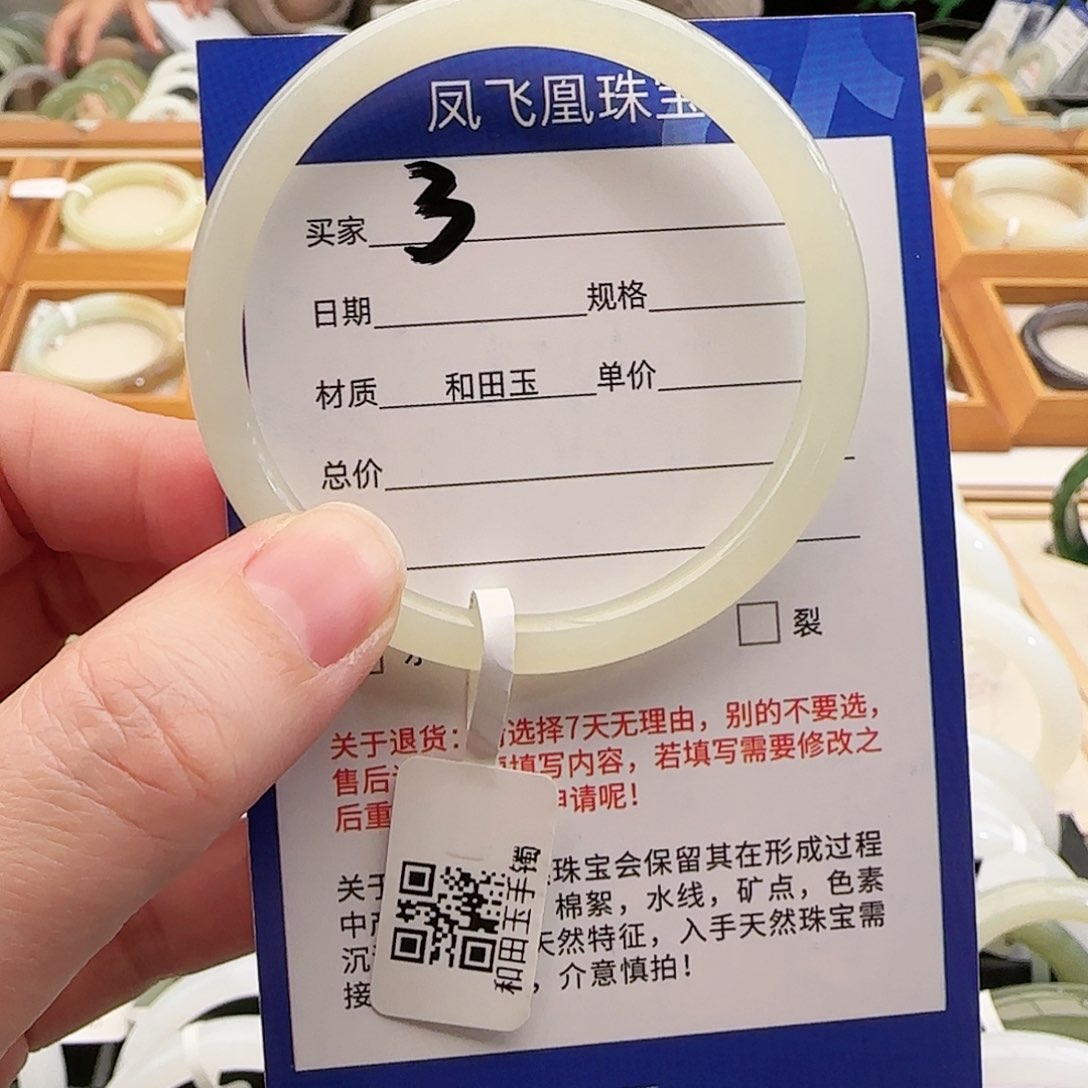 凤飞凰珠宝
买家 3
日期 规格
材质 和田玉 单价
总价
裂
关于退货: 选择7天无理由，别的不要选，
售后 填写内容，若填写需要修改之
后重 申请呢！
关于 珠宝会保留其在形成过程
中 棉絮，水线，矿点，色素
沉 天然特征，入手天然珠宝需
接 ，介意慎拍！
和田玉手镯